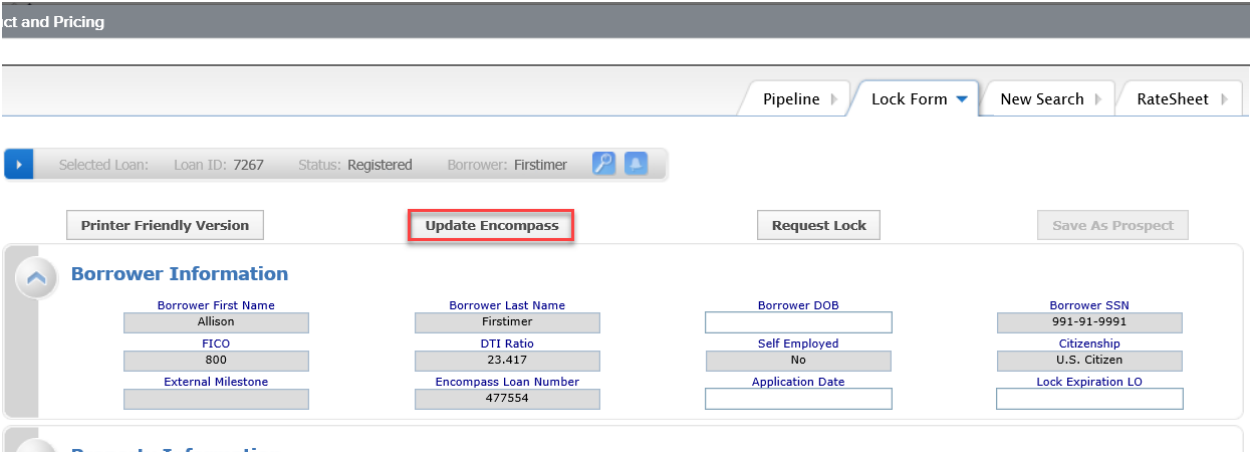 ct and Pricing
Pipeline Lock Form New Search RateSheet
Selected Loan: Loan ID: 7267 Status: Registered Borrower: Firstimer
Printer Friendly Version Update Encompass Request Lock Save As Prospect
Borrower Information
Borrower First Name Borrower Last Name Borrower DOB Borrower SSN
Allison Firstimer 991-91-9991
FICO DTI Ratio Self Employed Citizenship
800 23.417 No U.S. Citizen
External Milestone Encompass Loan Number Application Date Lock Expiration LO
477554